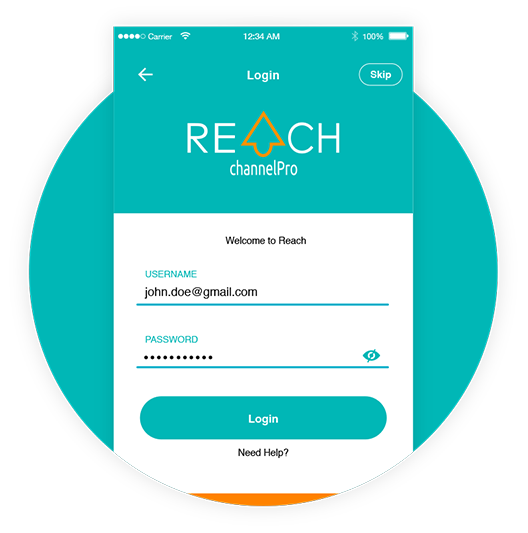 Carrier 12:34 AM 100%
Login Skip
REACH
channelPro
Welcome to Reach
USERNAME
john.doe@gmail.com
PASSWORD
•••••••••••
Login
Need Help?